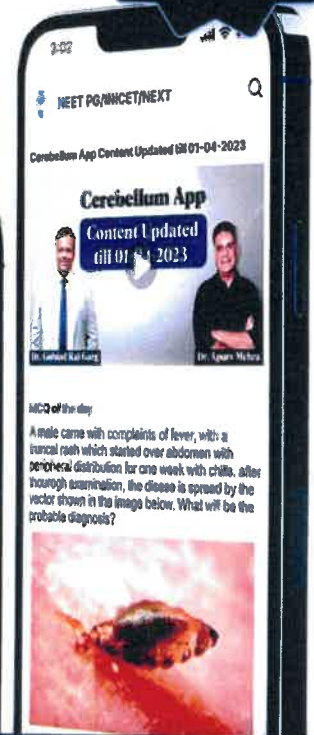 3:02
NEET PG/INICET/NEXT
Cerebellum App Content Updated till 01-04-2023
Cerebellum App
Content Updated
till 01-04-2023
Dr. Gobind Rai Garg
Dr. Apurv Mehra
MCQ of the day
A male came with complaints of fever, with a
truncal rash which started over abdomen with
peripheral distribution for one week with chills. after
thourogh examination, the diseae is spread by the
vector shown in the image below. What will be the
probable diagnosis?